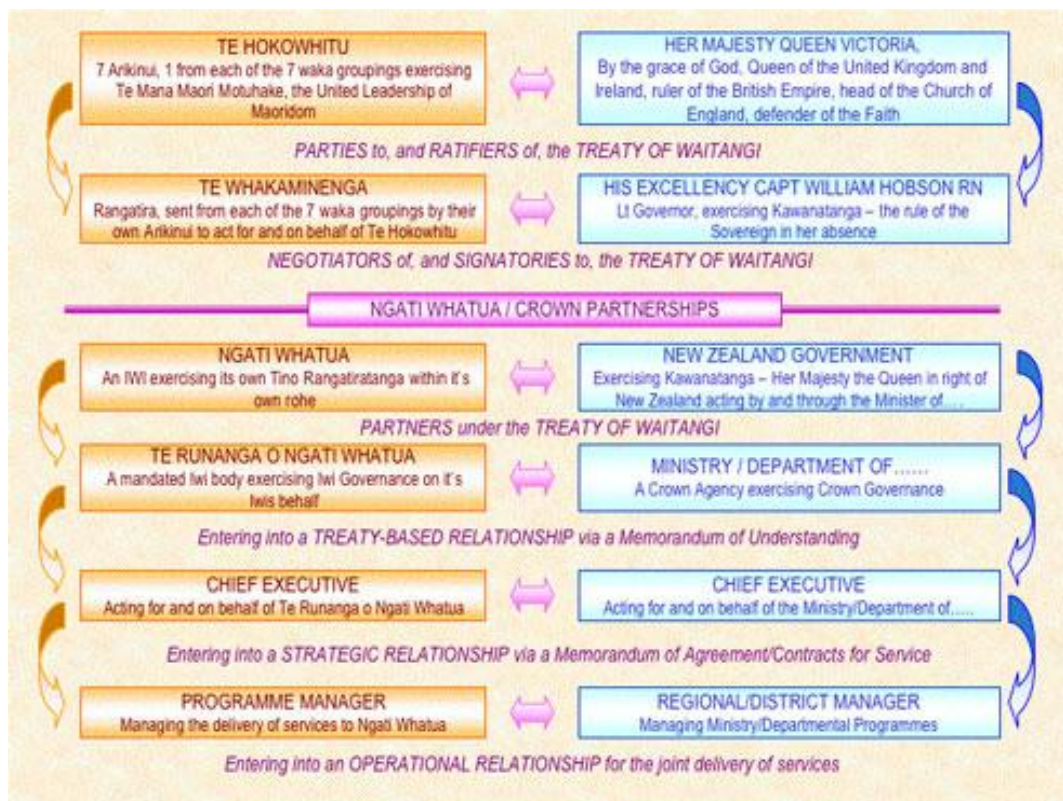 TE HOKOWHITU
7 Arikinui, 1 from each of the 7 waka groupings exercising
Te Mana Maori Motuhake, the United Leadership of
Maoridom
HER MAJESTY QUEEN VICTORIA,
By the grace of God, Queen of the United Kingdom and
Ireland, ruler of the British Empire, head of the Church of
England, defender of the Faith
PARTIES to, and RATIFIERS of, the TREATY OF WAITANGI
TE WHAKAMINENGA
Rangatira, sent from each of the 7 waka groupings by their
own Arikinui to act for and on behalf of Te Hokowhitu
HIS EXCELLENCY CAPT WILLIAM HOBSON RN
Lt Governor, exercising Kawanatanga – the rule of the
Sovereign in her absence
NEGOTIATORS of, and SIGNATORIES to, the TREATY OF WAITANGI
NGATI WHATUA / CROWN PARTNERSHIPS
NGATI WHATUA
An IWI exercising its own Tino Rangatiratanga within it's
own rohe
NEW ZEALAND GOVERNMENT
Exercising Kawanatanga – Her Majesty the Queen in right of
New Zealand acting by and through the Minister of….
PARTNERS under the TREATY OF WAITANGI
TE RUNANGA O NGATI WHATUA
A mandated Iwi body exercising Iwi Governance on it's
Iwis behalf
MINISTRY / DEPARTMENT OF……
A Crown Agency exercising Crown Governance
Entering into a TREATY-BASED RELATIONSHIP via a Memorandum of Understanding
CHIEF EXECUTIVE
Acting for and on behalf of Te Runanga o Ngati Whatua
CHIEF EXECUTIVE
Acting for and on behalf of the Ministry/Department of…..
Entering into a STRATEGIC RELATIONSHIP via a Memorandum of Agreement/Contracts for Service
PROGRAMME MANAGER
Managing the delivery of services to Ngati Whatua
REGIONAL/DISTRICT MANAGER
Managing Ministry/Departmental Programmes
Entering into an OPERATIONAL RELATIONSHIP for the joint delivery of services